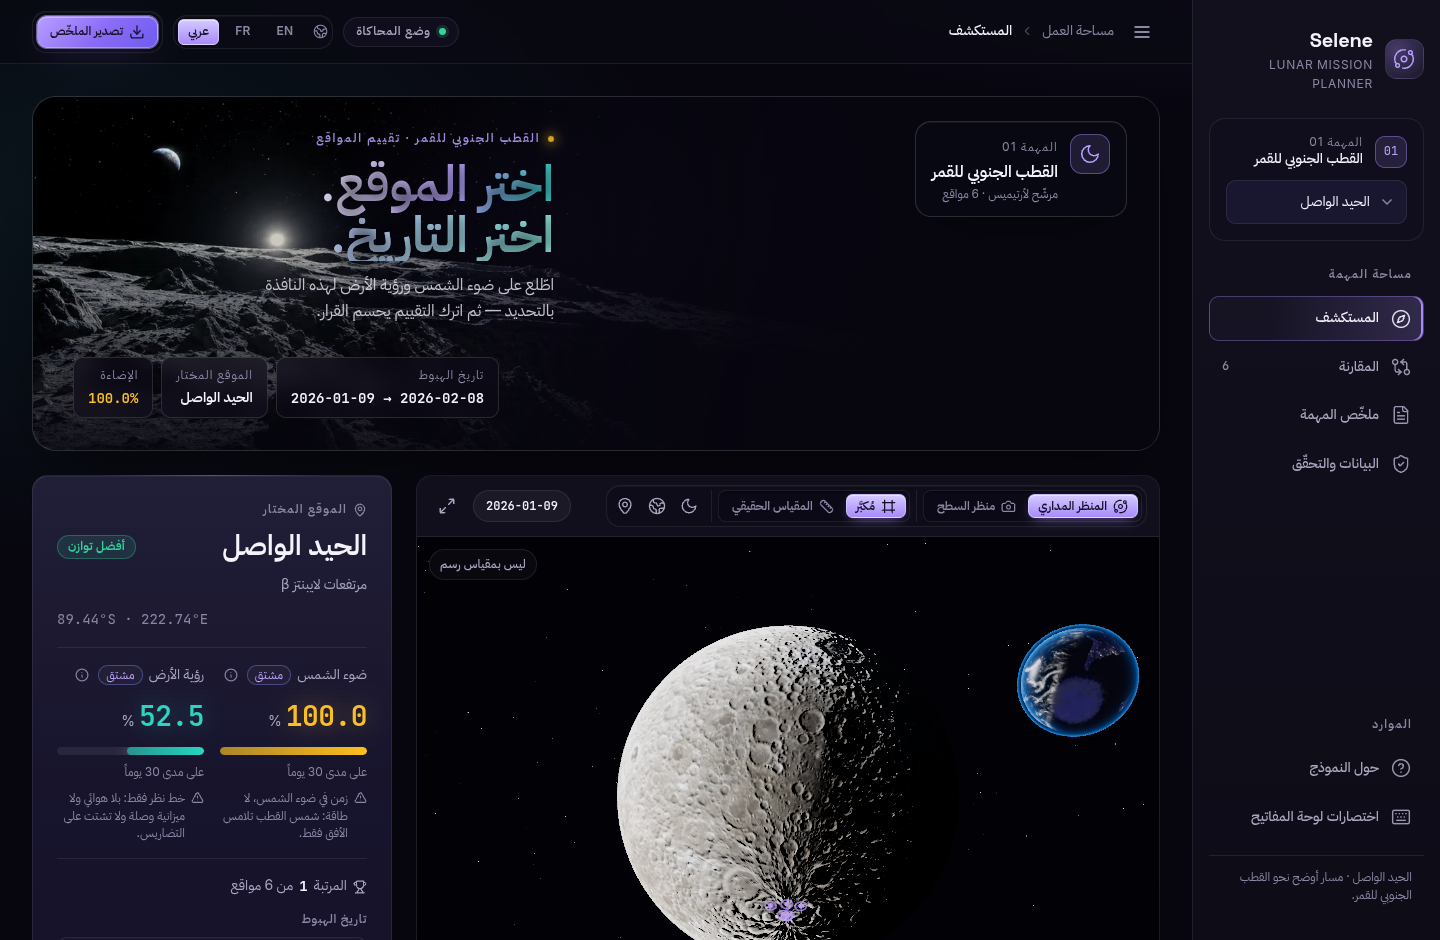 Selene
LUNAR MISSION
PLANNER
المهمة 01
01
القطب الجنوبي للقمر
الحيد الواصل
مساحة المهمة
المستكشف
المقارنة
6
ملخّص المهمة
البيانات والتحقّق
الموارد
حول النموذج
اختصارات لوحة المفاتيح
الحيد الواصل · مسار أوضح نحو القطب
الجنوبي للقمر.
مساحة العمل
المستكشف
وضع المحاكاة
EN
FR
عربي
تصدير الملخّص
المهمة 01
القطب الجنوبي للقمر
مرشّح لأرتيميس · 6 مواقع
القطب الجنوبي للقمر · تقييم المواقع
اختر الموقع.
اختر التاريخ.
اطّلع على ضوء الشمس ورؤية الأرض لهذه النافذة
بالتحديد — ثم اترك التقييم يحسم القرار.
تاريخ الهبوط
2026-01-09 → 2026-02-08
الموقع المختار
الحيد الواصل
الإضاءة
100.0%
المنظر المداري
منظر السطح
مُكبّر
المقياس الحقيقي
2026-01-09
ليس بمقياس رسم
الموقع المختار
الحيد الواصل
أفضل توازن
مرتفعات لايبنتز β
89.44°S · 222.74°E
ضوء الشمس
مشتق
100.0 %
على مدى 30 يوماً
زمن في ضوء الشمس، لا
طاقة: شمس القطب تلامس
الأفق فقط.
رؤية الأرض
مشتق
52.5 %
على مدى 30 يوماً
خط نظر فقط: بلا هوائي ولا
ميزانية وصلة ولا تشتت على
التضاريس.
المرتبة 1 من 6 مواقع
تاريخ الهبوط